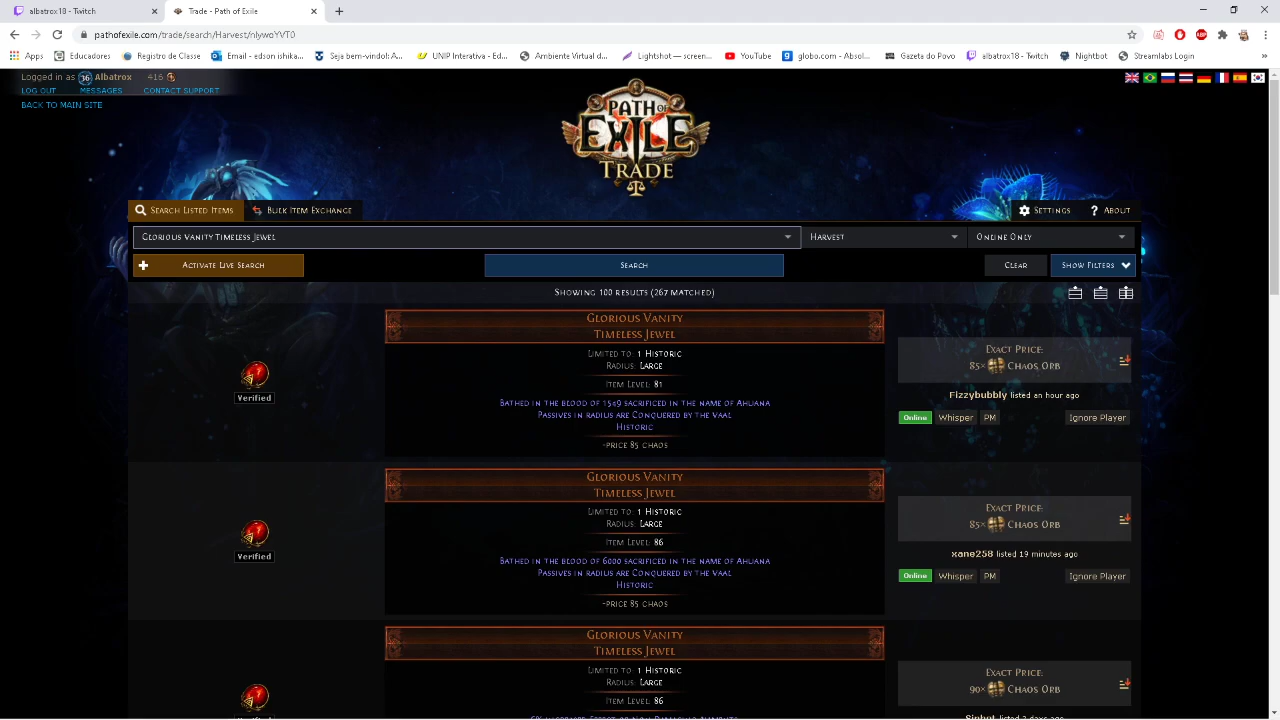 albatrox18 - Twitch
Trade - Path of Exile
pathofexile.com/trade/search/Harvest/nlywoYVT0
Apps
Educadores
Registro de Classe
Email - edson ishida...
Seja bem-vindo!: A...
UNIP Interativa - Ed...
Ambiente Virtual d...
Lightshot — screen...
YouTube
globo.com - Absol...
Gazeta do Povo
albatrox18 - Twitch
Nightbot
Streamlabs Login
Logged in as Albatrox 416
LOG OUT MESSAGES CONTACT SUPPORT
BACK TO MAIN SITE
PATH OF
EXILE
TRADE
Search Listed Items
Bulk Item Exchange
Settings
? About
Glorious Vanity Timeless Jewel
Harvest
Online Only
Activate Live Search
Search
Clear
Show Filters
Showing 100 results (267 matched)
Glorious Vanity
Timeless Jewel
Limited to: 1 Historic
Radius: Large
Item Level: 81
Bathed in the blood of 1549 sacrificed in the name of Ahuana
Passives in radius are Conquered by the Vaal
Historic
~price 85 chaos
Verified
Exact Price:
85× Chaos Orb
Fizzybubbly listed an hour ago
Online Whisper PM Ignore Player
Glorious Vanity
Timeless Jewel
Limited to: 1 Historic
Radius: Large
Item Level: 86
Bathed in the blood of 6000 sacrificed in the name of Ahuana
Passives in radius are Conquered by the Vaal
Historic
~price 85 chaos
Verified
Exact Price:
85× Chaos Orb
xane258 listed 19 minutes ago
Online Whisper PM Ignore Player
Glorious Vanity
Timeless Jewel
Limited to: 1 Historic
Radius: Large
Item Level: 86
Exact Price:
90× Chaos Orb